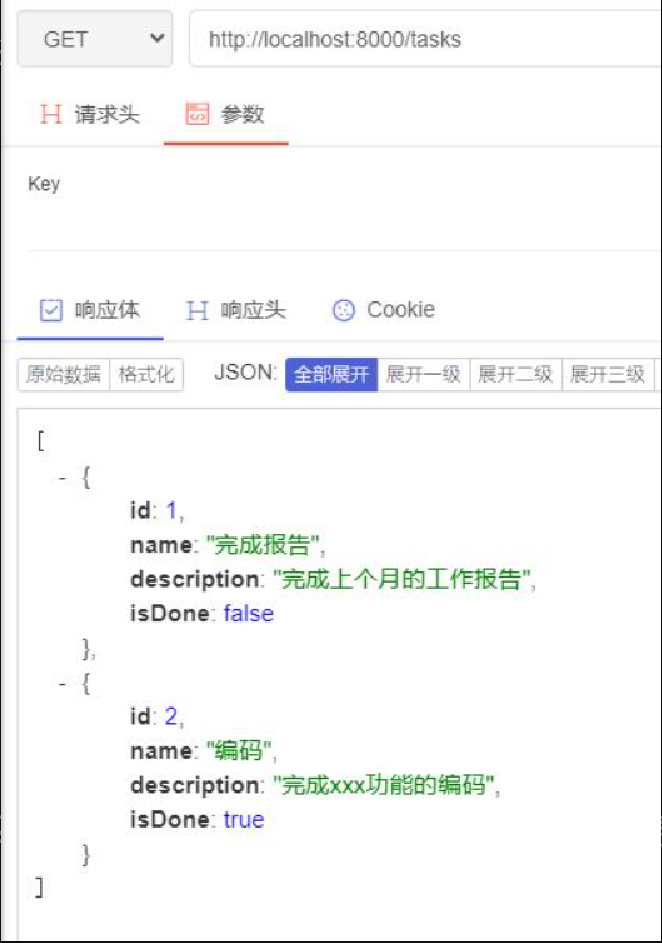 GET http://localhost:8000/tasks
请求头 参数
Key
响应体 响应头 Cookie
原始数据 格式化 JSON: 全部展开 展开一级 展开二级 展开三级
[
- {
id: 1,
name: "完成报告",
description: "完成上个月的工作报告",
isDone: false
},
- {
id: 2,
name: "编码",
description: "完成xxx功能的编码",
isDone: true
}
]